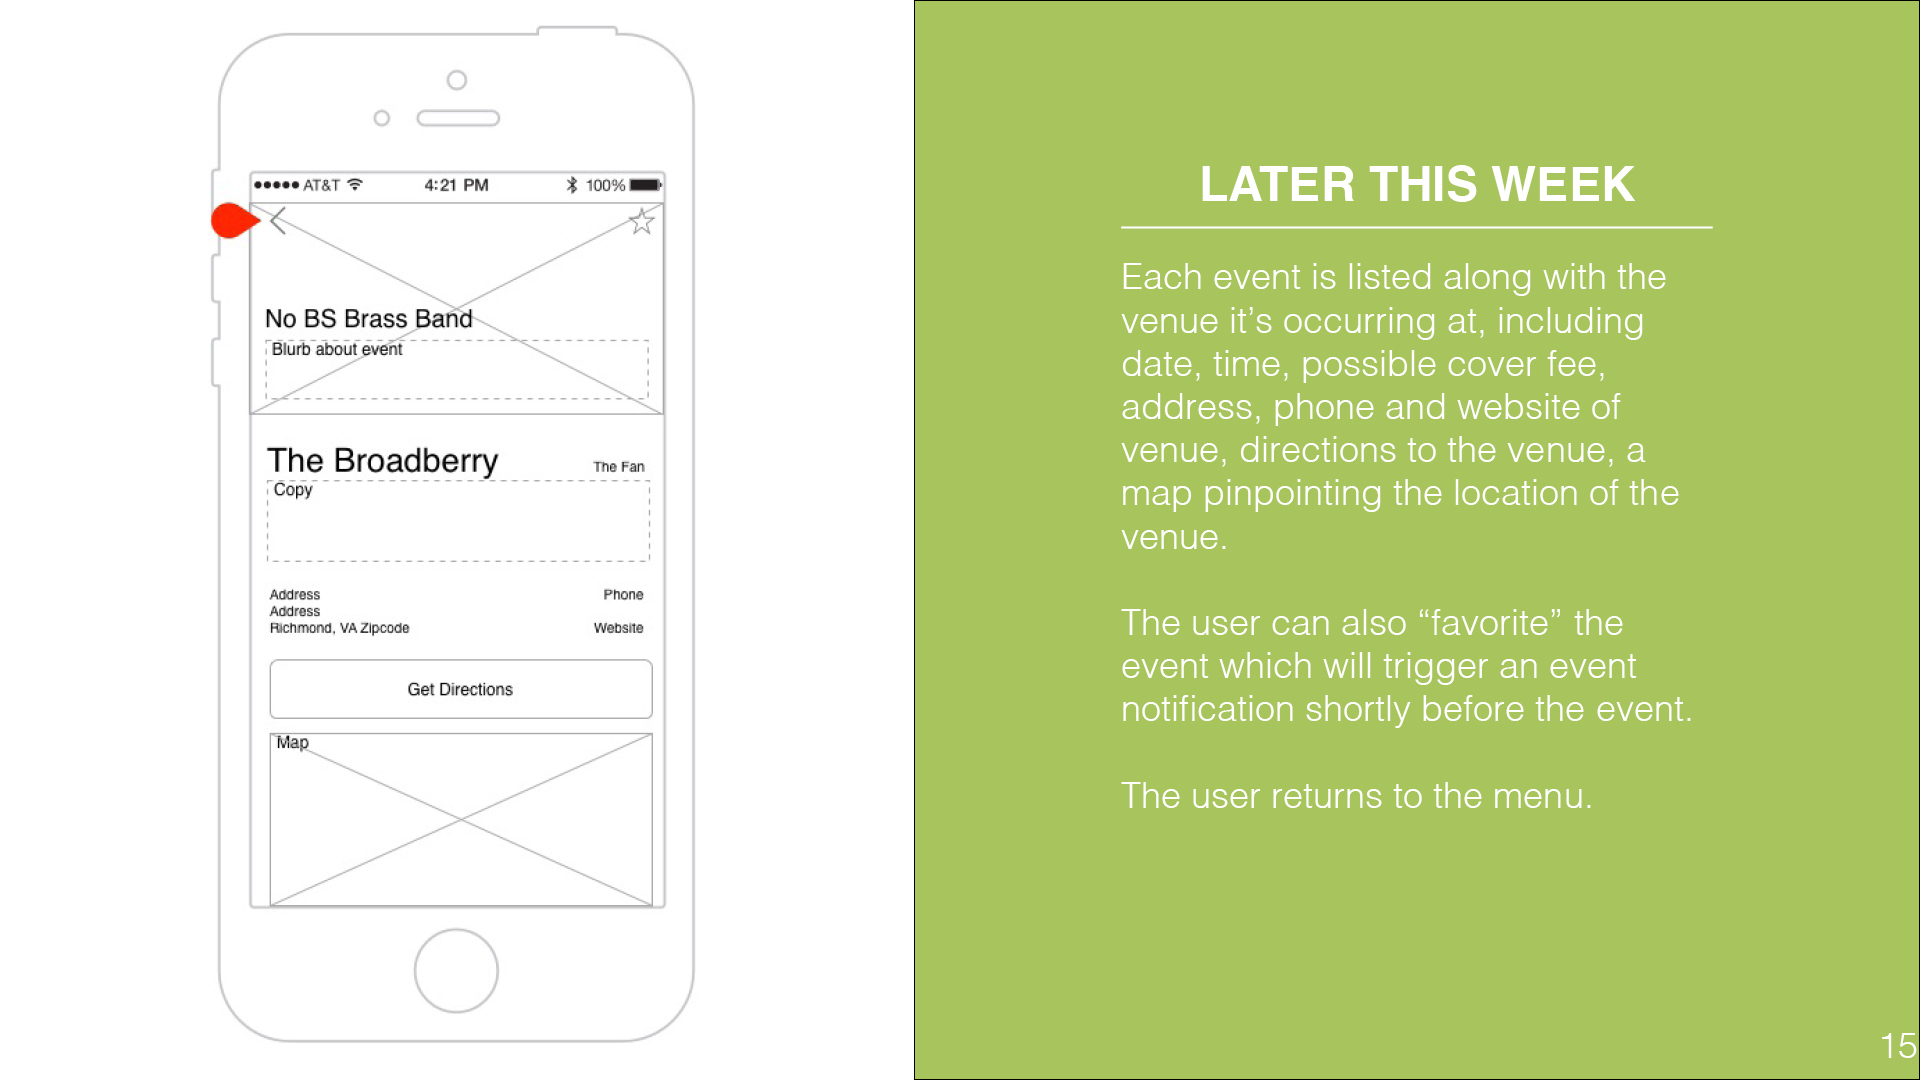 AT&T 4:21 PM 100%
No BS Brass Band
Blurb about event
The Broadberry The Fan
Copy
Address Phone
Address
Richmond, VA Zipcode Website
Get Directions
Map
LATER THIS WEEK
Each event is listed along with the
venue it’s occurring at, including
date, time, possible cover fee,
address, phone and website of
venue, directions to the venue, a
map pinpointing the location of the
venue.
The user can also “favorite” the
event which will trigger an event
notification shortly before the event.
The user returns to the menu.
15